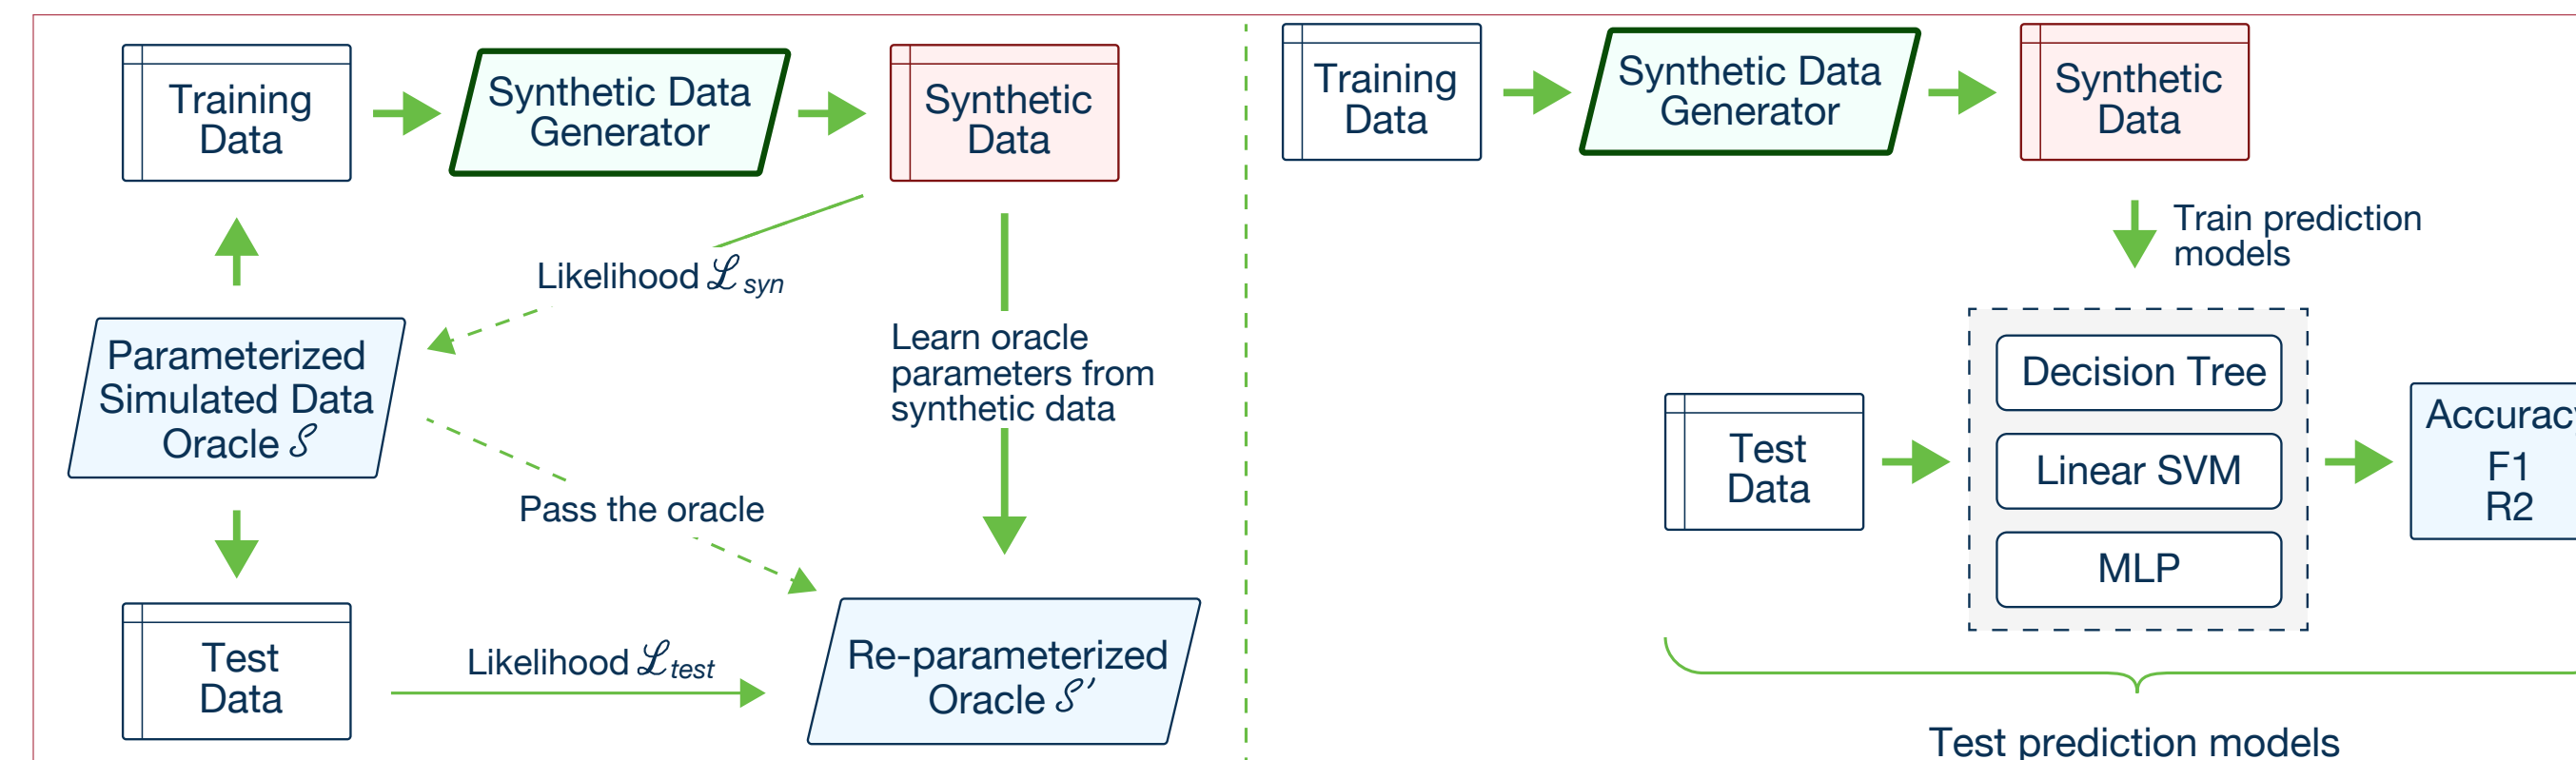 Training
Data
Synthetic Data
Generator
Synthetic
Data
Likelihood ℒ syn
Parameterized
Simulated Data
Oracle 𝒮
Learn oracle
parameters from
synthetic data
Pass the oracle
Test
Data
Likelihood ℒ test
Re-parameterized
Oracle 𝒮′
Training
Data
Synthetic Data
Generator
Synthetic
Data
Train prediction
models
Test
Data
Decision Tree
Linear SVM
MLP
Accuracy
F1
R2
Test prediction models